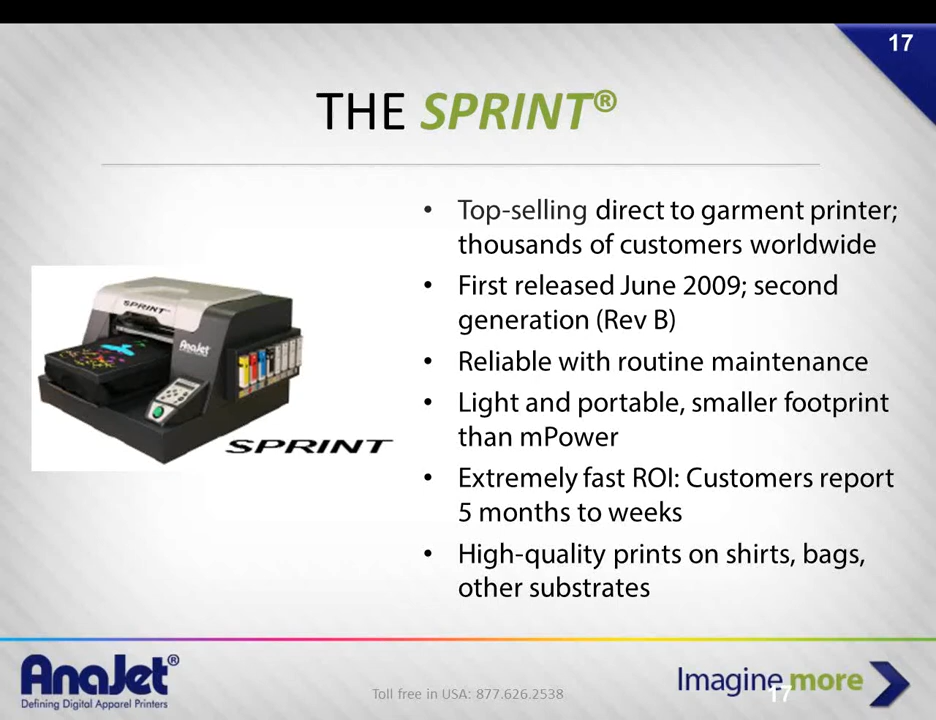 17
THE SPRINT®
• Top-selling direct to garment printer;
thousands of customers worldwide
• First released June 2009; second
generation (Rev B)
• Reliable with routine maintenance
• Light and portable, smaller footprint
than mPower
• Extremely fast ROI: Customers report
5 months to weeks
• High-quality prints on shirts, bags,
other substrates
SPRINT
AnaJet
SPRINT
AnaJet®
Defining Digital Apparel Printers
Toll free in USA: 877.626.2538
Imagine more
17